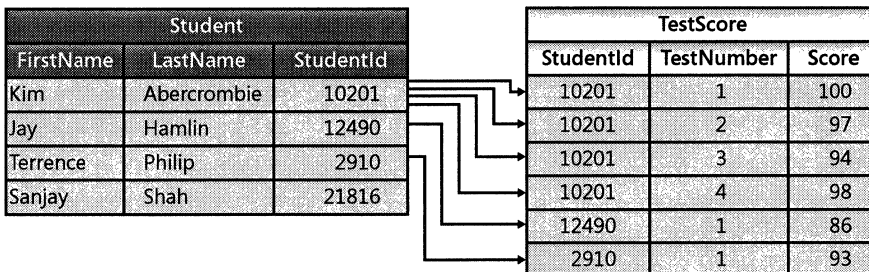 Student
FirstName LastName StudentId
Kim Abercrombie 10201
Jay Hamlin 12490
Terrence Philip 2910
Sanjay Shah 21816
TestScore
StudentId TestNumber Score
10201 1 100
10201 2 97
10201 3 94
10201 4 98
12490 1 86
2910 1 93